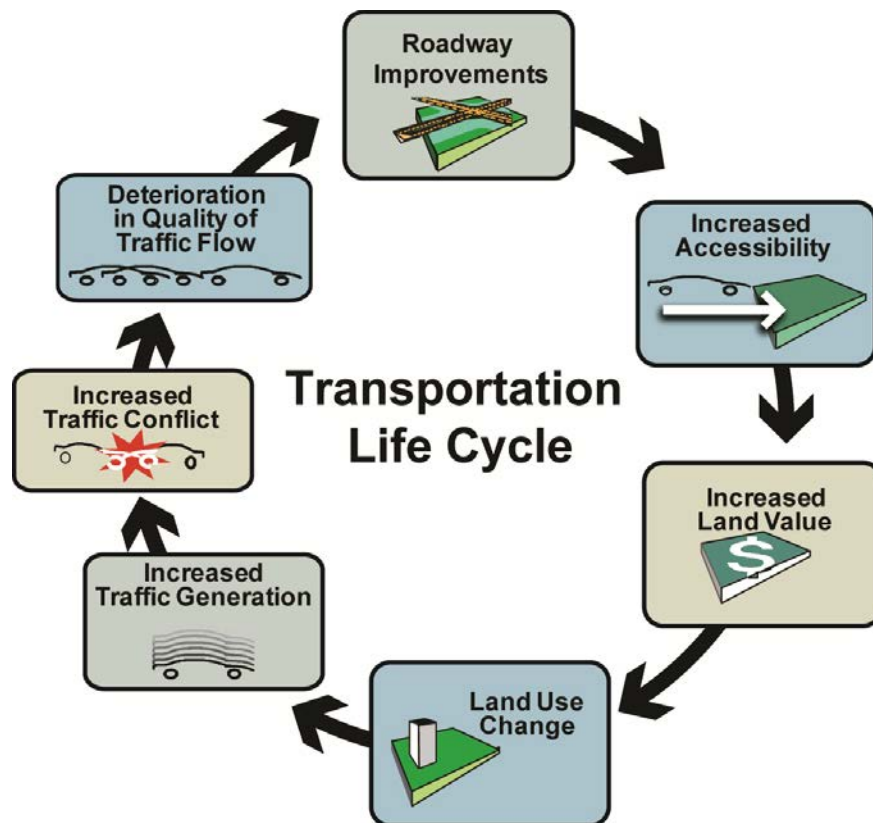 Roadway
Improvements
Increased
Accessibility
Increased
Land Value
$
Land Use
Change
Increased
Traffic Generation
Increased
Traffic Conflict
Deterioration
in Quality of
Traffic Flow
Transportation
Life Cycle